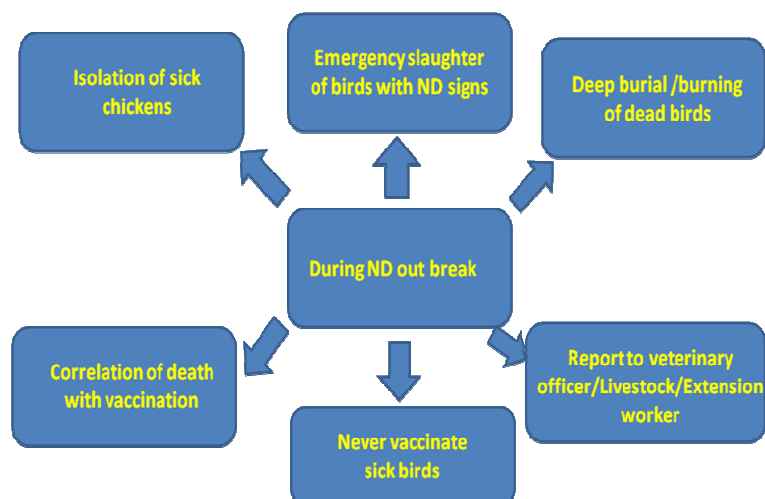 Isolation of sick
chickens
Emergency slaughter
of birds with ND signs
Deep burial /burning
of dead birds
During ND out break
Correlation of death
with vaccination
Never vaccinate
sick birds
Report to veterinary
officer/Livestock/Extension
worker